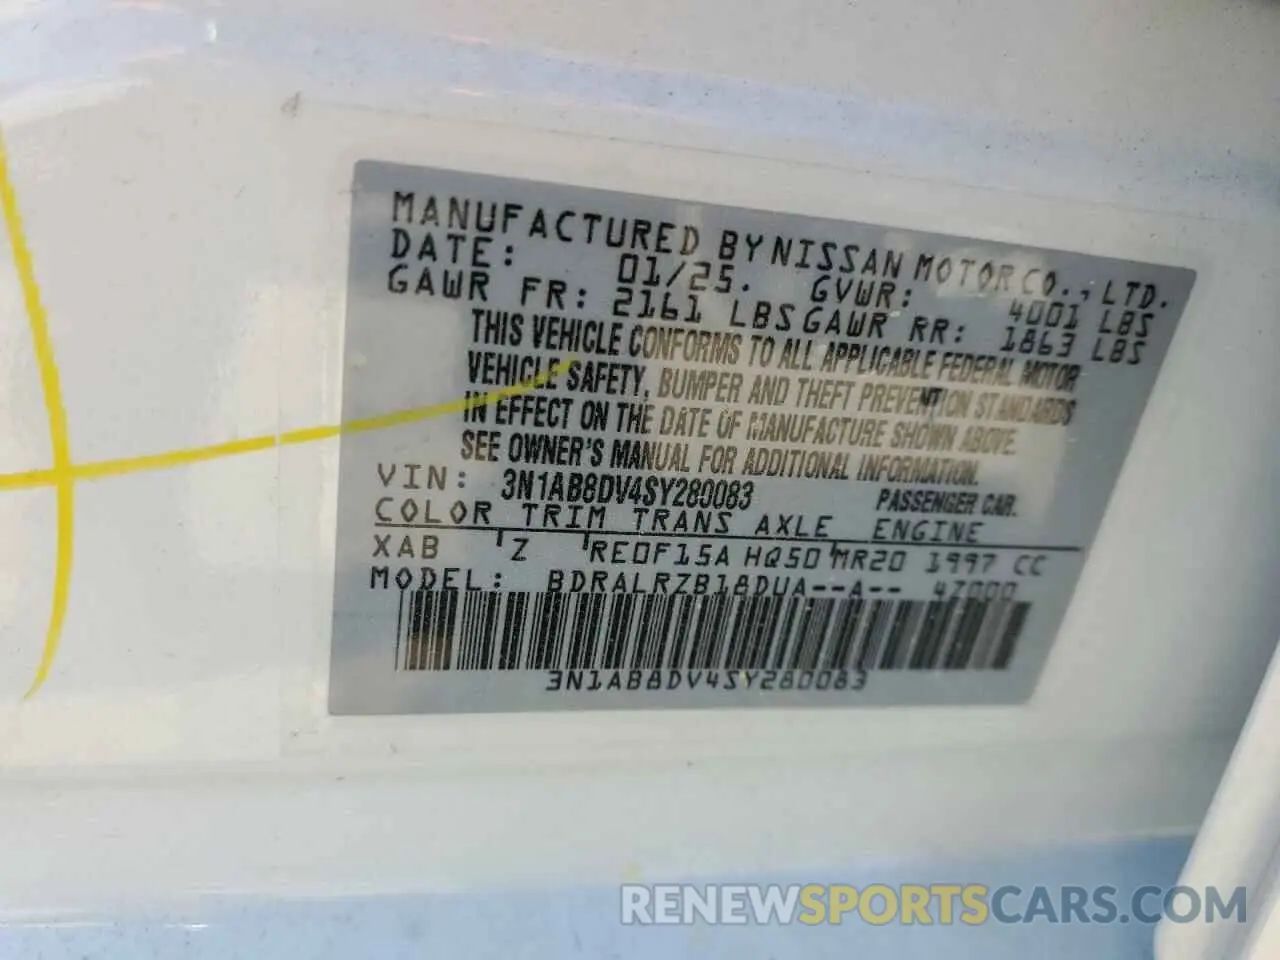 MANUFACTURED BY NISSAN MOTOR CO., LTD.
DATE: 01/25. GVWR: 4001 LBS
GAWR FR: 2161 LBS GAWR RR: 1863 LBS
THIS VEHICLE CONFORMS TO ALL APPLICABLE FEDERAL MOTOR
VEHICLE SAFETY, BUMPER AND THEFT PREVENTION STANDARDS
IN EFFECT ON THE DATE OF MANUFACTURE SHOWN ABOVE.
SEE OWNER'S MANUAL FOR ADDITIONAL INFORMATION.
VIN: 3N1AB8DV4SY280083 PASSENGER CAR.
COLOR TRIM TRANS AXLE ENGINE
XAB Z RE0F15A HQ50 MR20 1997 CC
MODEL: BDRALRZB18DUA--A-- 47000
3N1AB8DV4SY280083
RENEWSPORTSCARS.COM